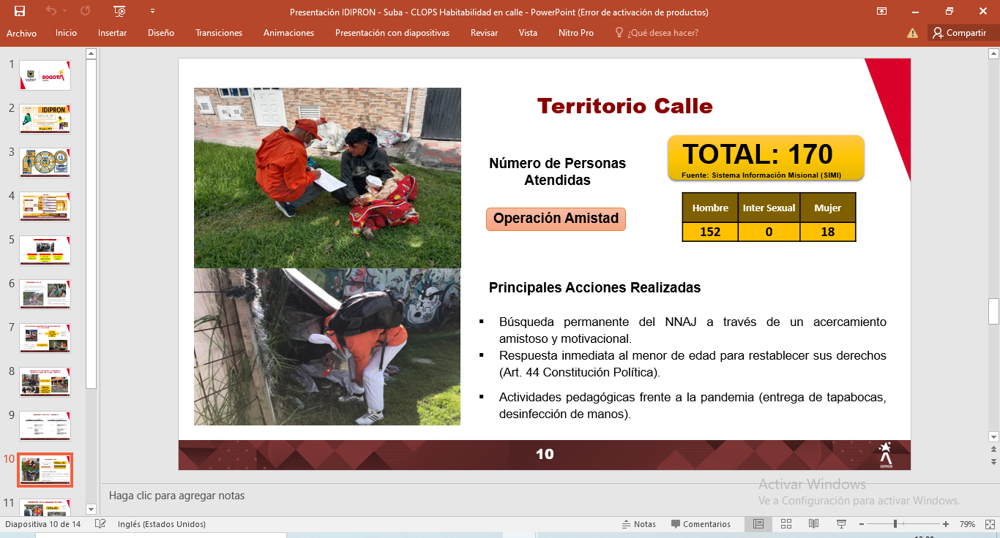 Presentación IDIPRON - Suba - CLOPS Habitabilidad en calle - PowerPoint (Error de activación de productos)
Archivo Inicio Insertar Diseño Transiciones Animaciones Presentación con diapositivas Revisar Vista Nitro Pro ¿Qué desea hacer? Compartir
1
BOGOTÁ
2
IDIPRON
3
4
5
6
7
8
9
10
11
Territorio Calle
Número de Personas
Atendidas
TOTAL: 170
Fuente: Sistema Información Misional (SIMI)
Operación Amistad
Hombre Inter Sexual Mujer
152 0 18
Principales Acciones Realizadas
▪ Búsqueda permanente del NNAJ a través de un acercamiento
amistoso y motivacional.
▪ Respuesta inmediata al menor de edad para restablecer sus derechos
(Art. 44 Constitución Política).
▪ Actividades pedagógicas frente a la pandemia (entrega de tapabocas,
desinfección de manos).
10
IDIPRON
Haga clic para agregar notas
Activar Windows
Ve a Configuración para activar Windows.
Diapositiva 10 de 14 Inglés (Estados Unidos) Notas Comentarios 79%